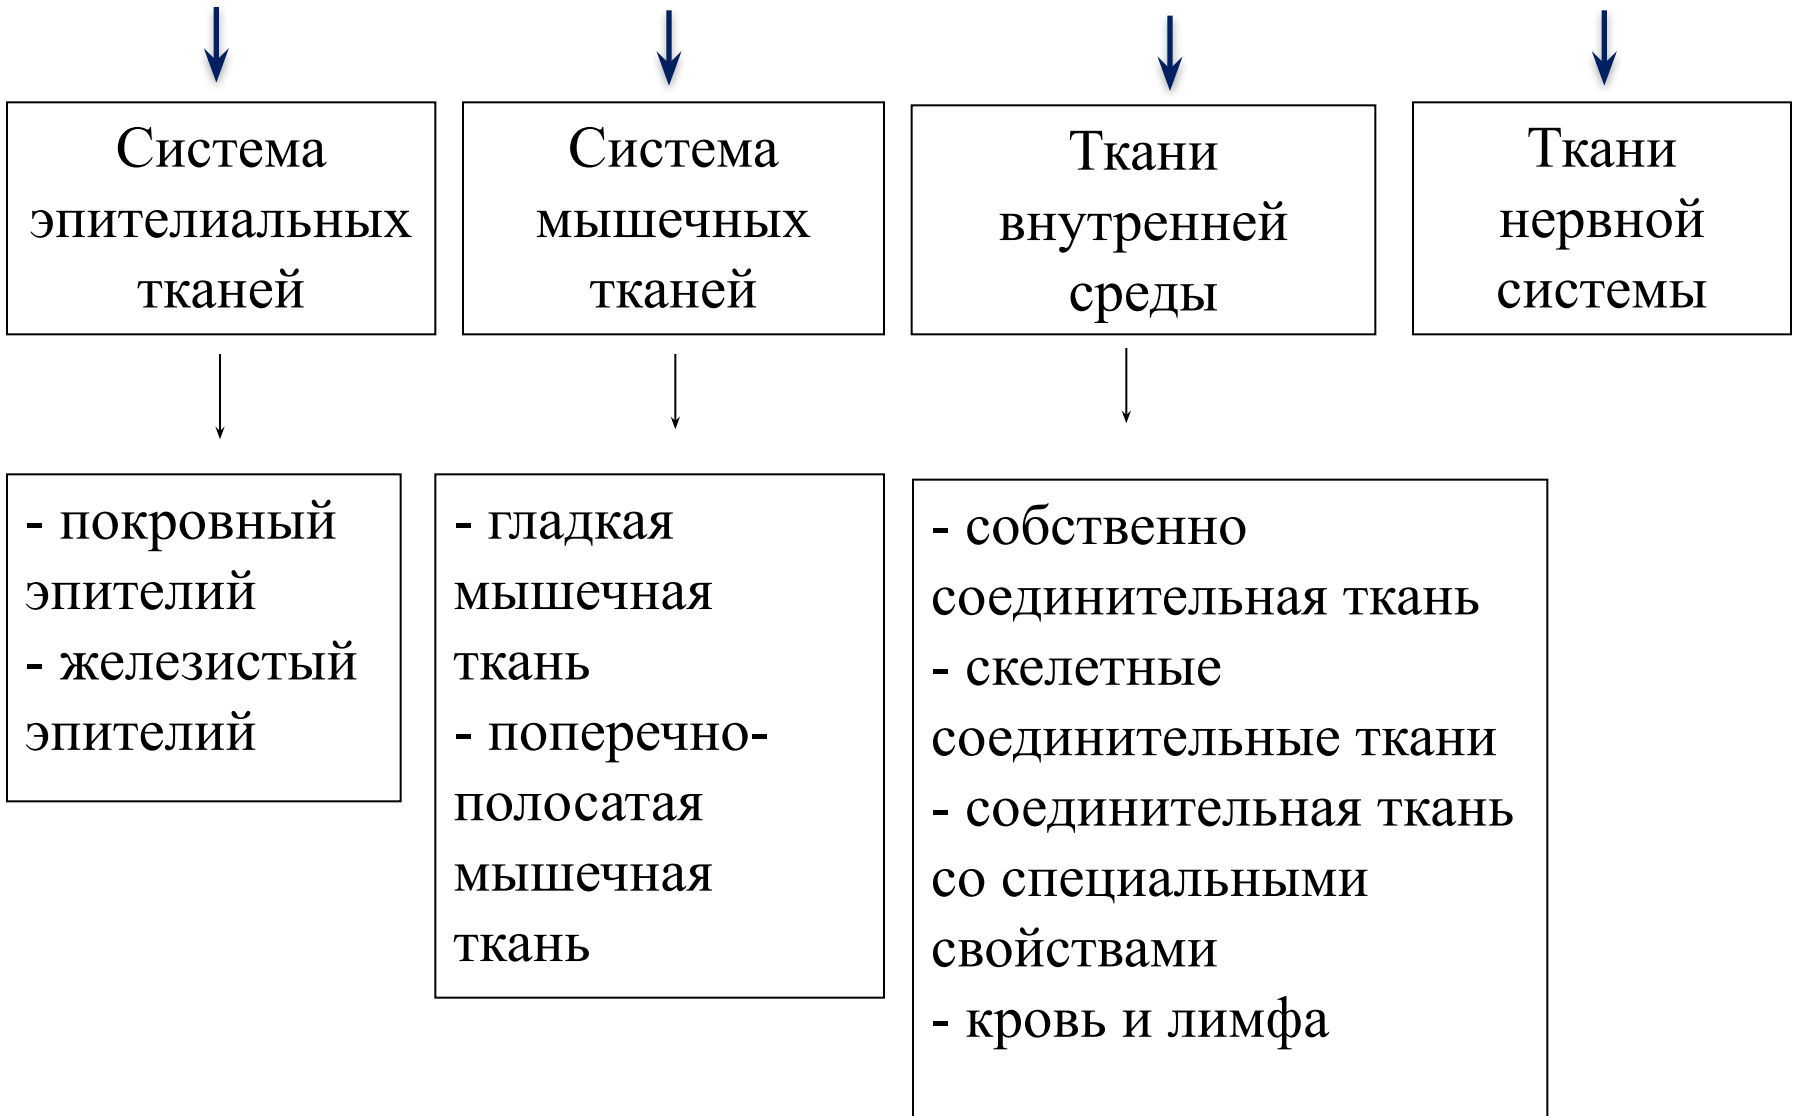 Система
эпителиальных
тканей
Система
мышечных
тканей
Ткани
внутренней
среды
Ткани
нервной
системы
- покровный
эпителий
- железистый
эпителий
- гладкая
мышечная
ткань
- поперечно-
полосатая
мышечная
ткань
- собственно
соединительная ткань
- скелетные
соединительные ткани
- соединительная ткань
со специальными
свойствами
- кровь и лимфа